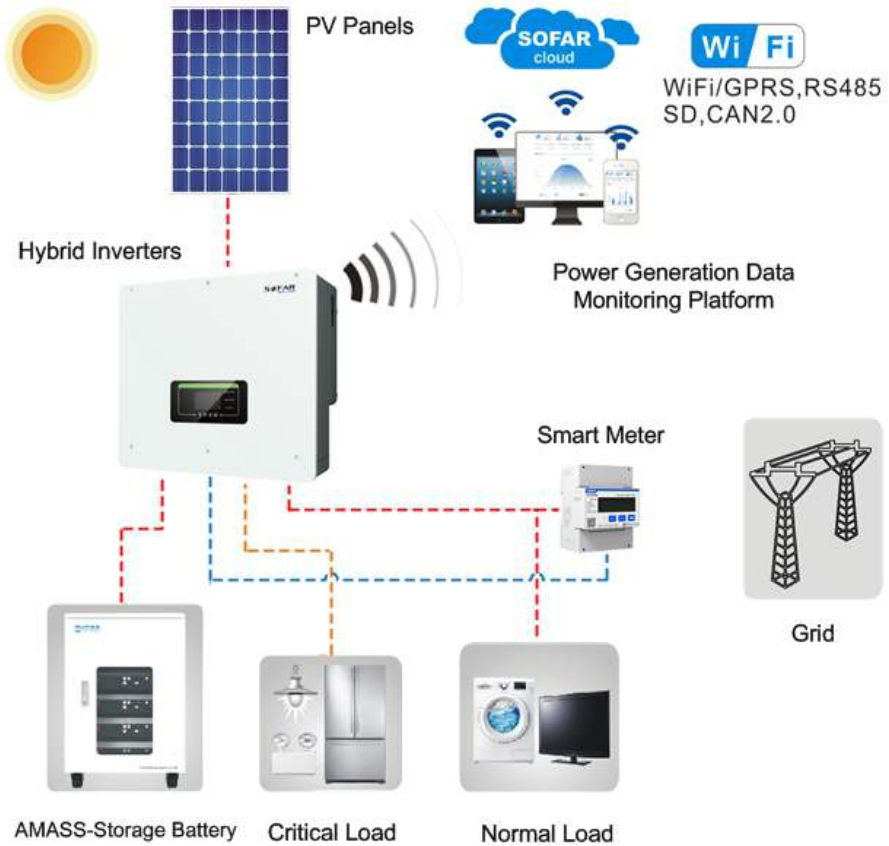 PV Panels
SOFAR
cloud
Wi Fi
WiFi/GPRS,RS485
SD,CAN2.0
Hybrid Inverters
SOFAR
Power Generation Data
Monitoring Platform
Smart Meter
Grid
AMASS-Storage Battery
Critical Load
Normal Load